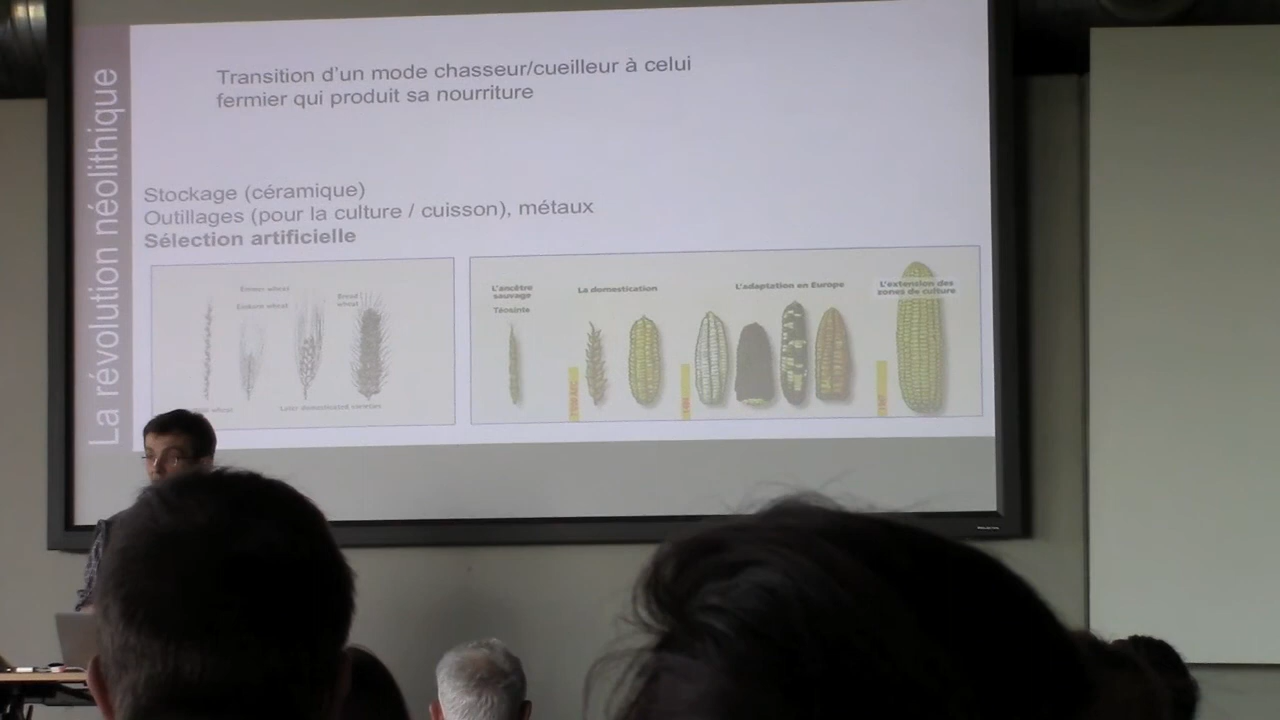 La révolution néolithique
Transition d'un mode chasseur/cueilleur à celui
fermier qui produit sa nourriture
Stockage (céramique)
Outillages (pour la culture / cuisson), métaux
Sélection artificielle
Emmer wheat
Einkorn wheat
Bread
wheat
wheat
Later domesticated varieties
L'ancêtre
sauvage
Téosinte
La domestication
L'adaptation en Europe
L'extension des
zones de culture